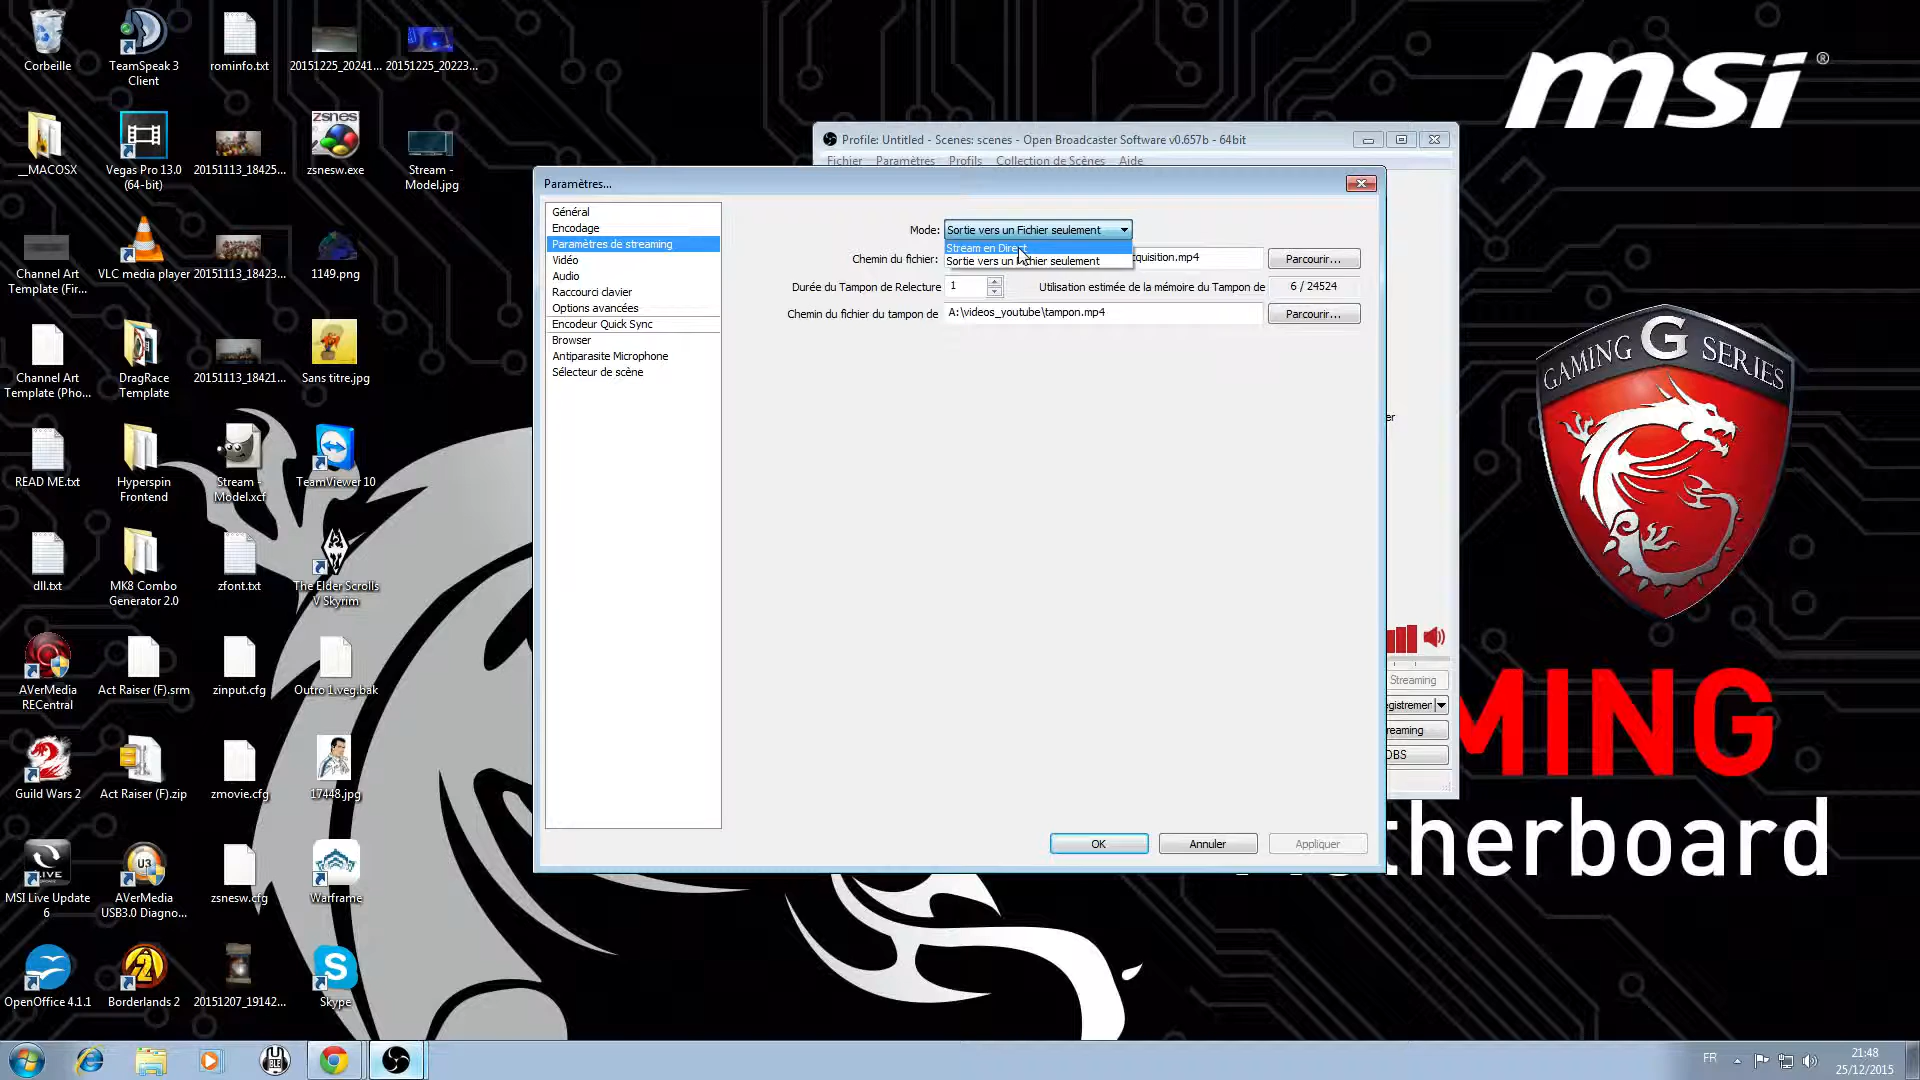 Corbeille
TeamSpeak 3
Client
rominfo.txt
20151225_20241...
20151225_20223...
__MACOSX
Vegas Pro 13.0
(64-bit)
20151113_18425...
zsnes
zsnesw.exe
Stream -
Model.jpg
Channel Art
Template (Fir...
VLC media player
20151113_18423...
1149.png
Channel Art
Template (Pho...
DragRace
Template
20151113_18421...
Sans titre.jpg
READ ME.txt
Hyperspin
Frontend
Stream -
Model.xcf
TeamViewer 10
dll.txt
MK8 Combo
Generator 2.0
zfont.txt
The Elder Scrolls
V Skyrim
AVerMedia
RECentral
Act Raiser (F).srm
zinput.cfg
Outro 1.veg.bak
Guild Wars 2
Act Raiser (F).zip
zmovie.cfg
17448.jpg
LIVE
MSI Live Update
6
U3
AVerMedia
USB3.0 Diagno...
zsnesw.cfg
Warframe
OpenOffice 4.1.1
2
Borderlands 2
20151207_19142...
S
Skype
Profile: Untitled - Scenes: scenes - Open Broadcaster Software v0.657b - 64bit
Fichier Paramètres Profils Collection de Scènes Aide
Paramètres...
Général
Encodage
Paramètres de streaming
Vidéo
Audio
Raccourci clavier
Options avancées
Encodeur Quick Sync
Browser
Antiparasite Microphone
Sélecteur de scène
Mode: Sortie vers un Fichier seulement
Stream en Direct
Sortie vers un Fichier seulement
Chemin du fichier: cquisition.mp4 Parcourir...
Durée du Tampon de Relecture 1 Utilisation estimée de la mémoire du Tampon de 6 / 24524
Chemin du fichier du tampon de A:\videos_youtube\tampon.mp4 Parcourir...
OK Annuler Appliquer
er
Streaming
egistremer
reaming
OBS
msi ®
GAMING G SERIES
MING
therboard
FR
21:48
25/12/2015